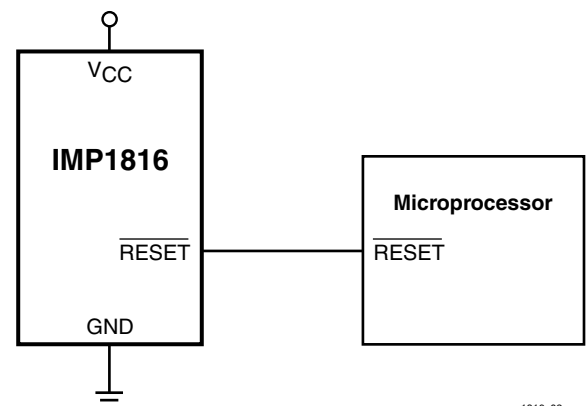 VCC
IMP1816
Microprocessor
RESET
RESET
GND